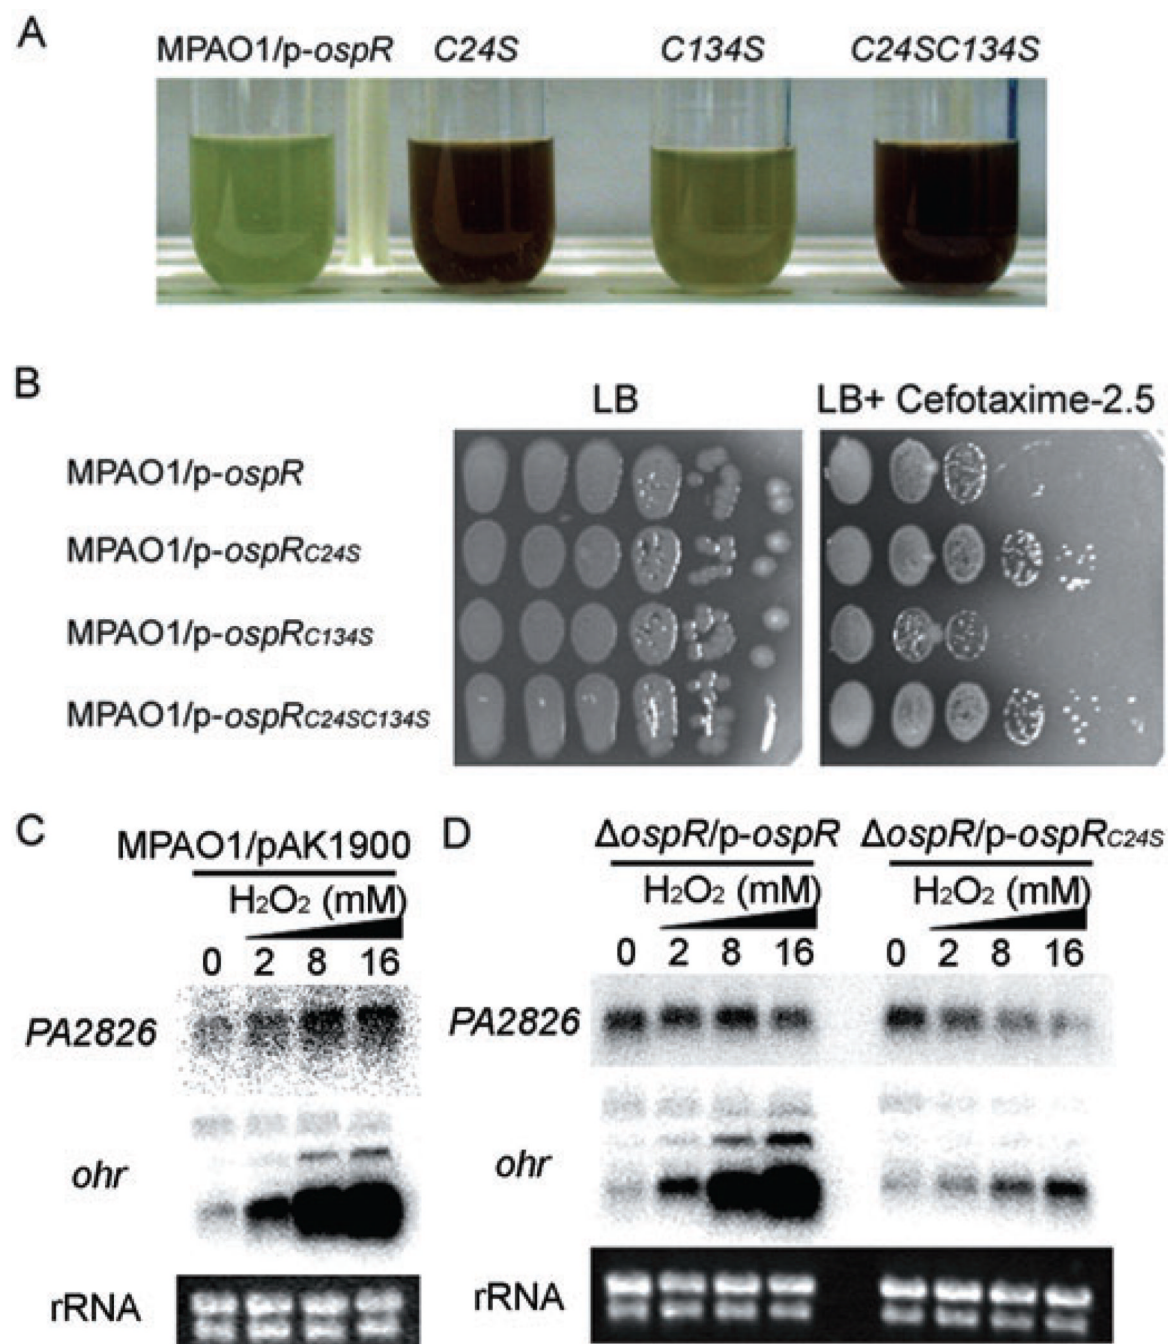 A
MPAO1/p-ospR C24S C134S C24SC134S
B
LB LB+ Cefotaxime-2.5
MPAO1/p-ospR
MPAO1/p-ospRC24S
MPAO1/p-ospRC134S
MPAO1/p-ospRC24SC134S
C
MPAO1/pAK1900
H2O2 (mM)
0 2 8 16
PA2826
ohr
rRNA
D
ΔospR/p-ospR ΔospR/p-ospRC24S
H2O2 (mM) H2O2 (mM)
0 2 8 16 0 2 8 16
PA2826
ohr
rRNA